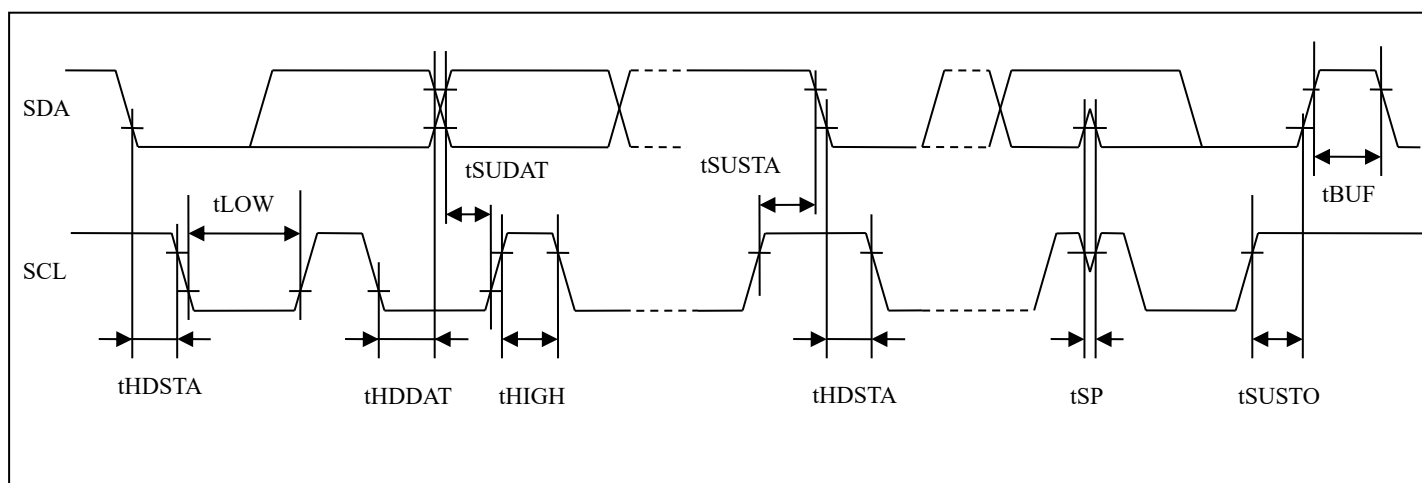 SDA
tSUDAT
tSUSTA
tBUF
tLOW
SCL
tHDSTA
tHDDAT
tHIGH
tHDSTA
tSP
tSUSTO